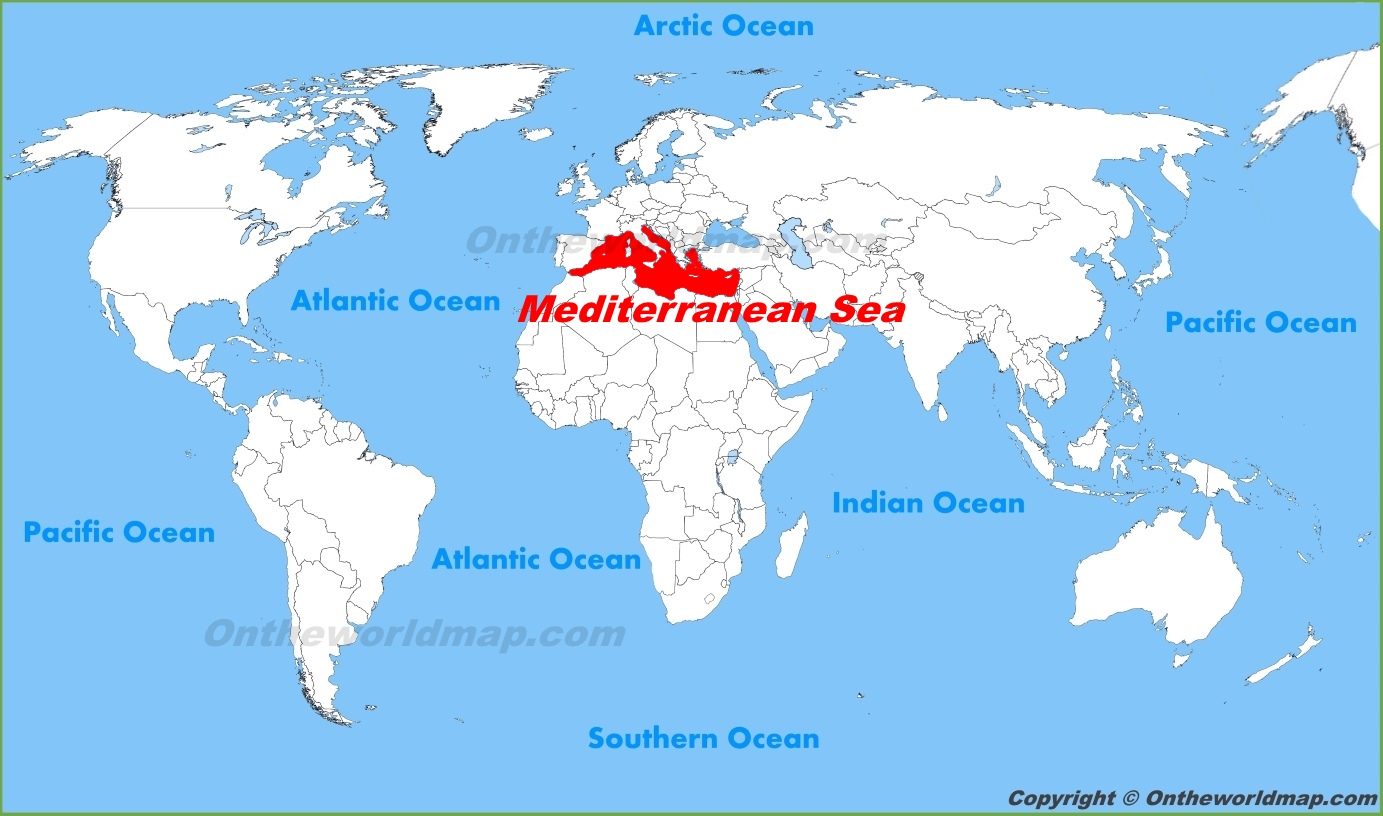 Arctic Ocean
Ontheworldmap.com
Atlantic Ocean
Mediterranean Sea
Pacific Ocean
Indian Ocean
Pacific Ocean
Atlantic Ocean
Ontheworldmap.com
Southern Ocean
Copyright © Ontheworldmap.com